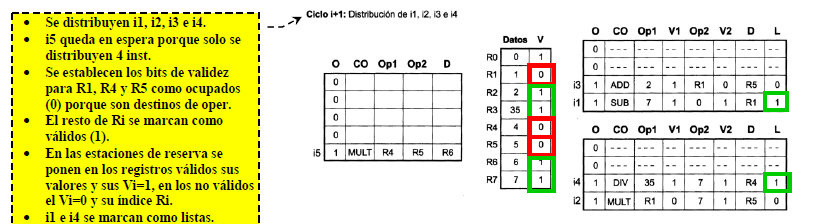 • Se distribuyen i1, i2, i3 e i4.
• i5 queda en espera porque solo se
distribuyen 4 inst.
• Se establecen los bits de validez
para R1, R4 y R5 como ocupados
(0) porque son destinos de oper.
• El resto de Ri se marcan como
válidos (1).
• En las estaciones de reserva se
ponen en los registros válidos sus
valores y sus Vi=1, en los no válidos
el Vi=0 y su índice Ri.
• i1 e i4 se marcan como listas.
Ciclo i+1: Distribución de i1, i2, i3 e i4
O CO Op1 Op2 D
0
0
0
0
i5 1 MULT R4 R5 R6
Datos V
R0 0 1
R1 1 0
R2 2 1
R3 35 1
R4 4 0
R5 5 0
R6 6 1
R7 7 1
O CO Op1 V1 Op2 V2 D L
0 -- -- -- -- -- -- --
0 -- -- -- -- -- -- --
i3 1 ADD 2 1 R1 0 R5 0
i1 1 SUB 7 1 0 1 R1 1
O CO Op1 V1 Op2 V2 D L
0 -- -- -- -- -- -- --
0 -- -- -- -- -- -- --
i4 1 DIV 35 1 7 1 R4 1
i2 1 MULT R1 0 7 1 R5 0